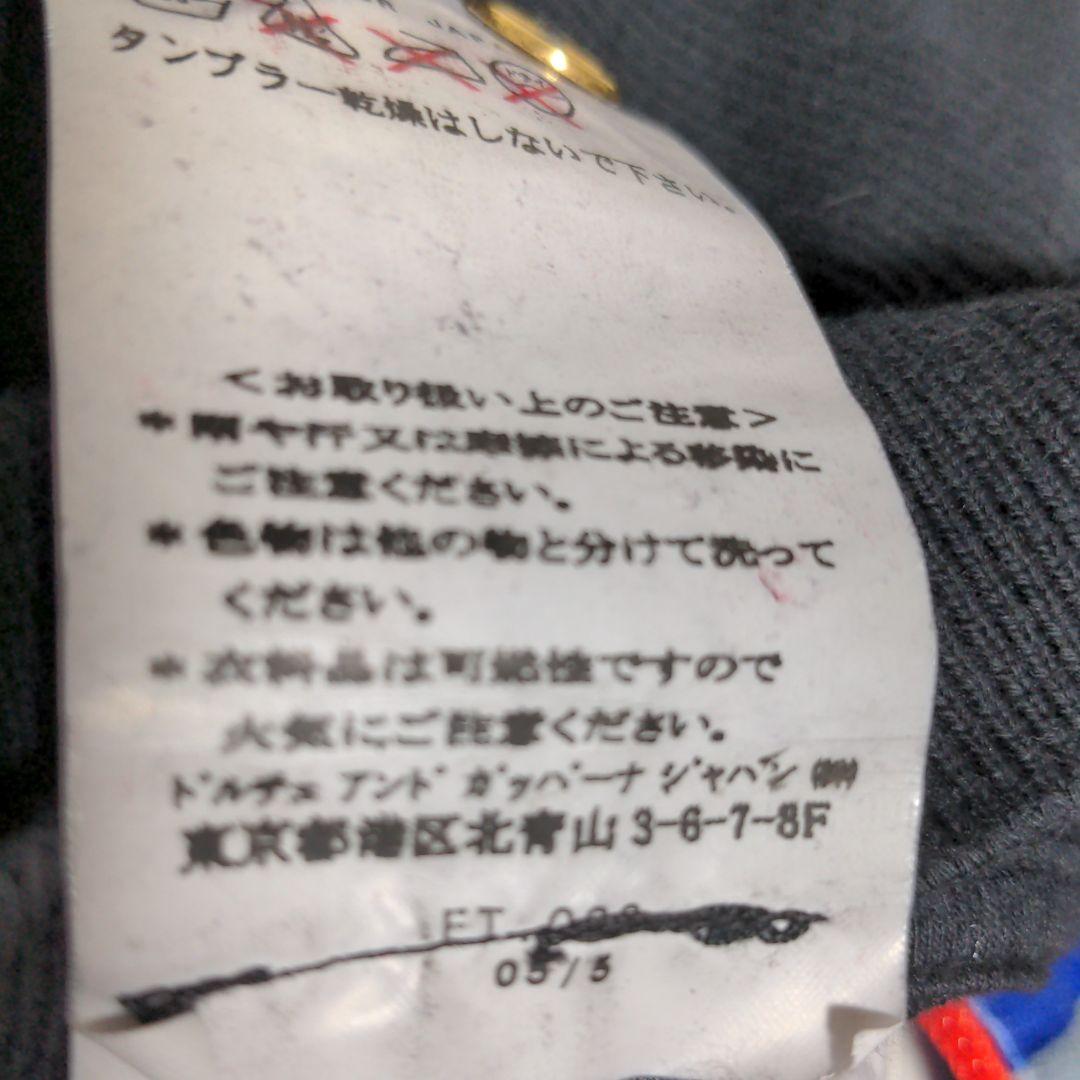 タンブラー乾燥はしないで下さい。
<お取り扱い上のご注意>
* 着や汗又は摩擦による移染に
ご注意ください。
* 色物は他の物と分けて洗って
ください。
* 衣料品は可燃性ですので
火気にご注意ください。
ドルチェ アンド ガッバーナ ジャパン ㈱
東京都港区北青山3-6-7-8F
FT
05/5